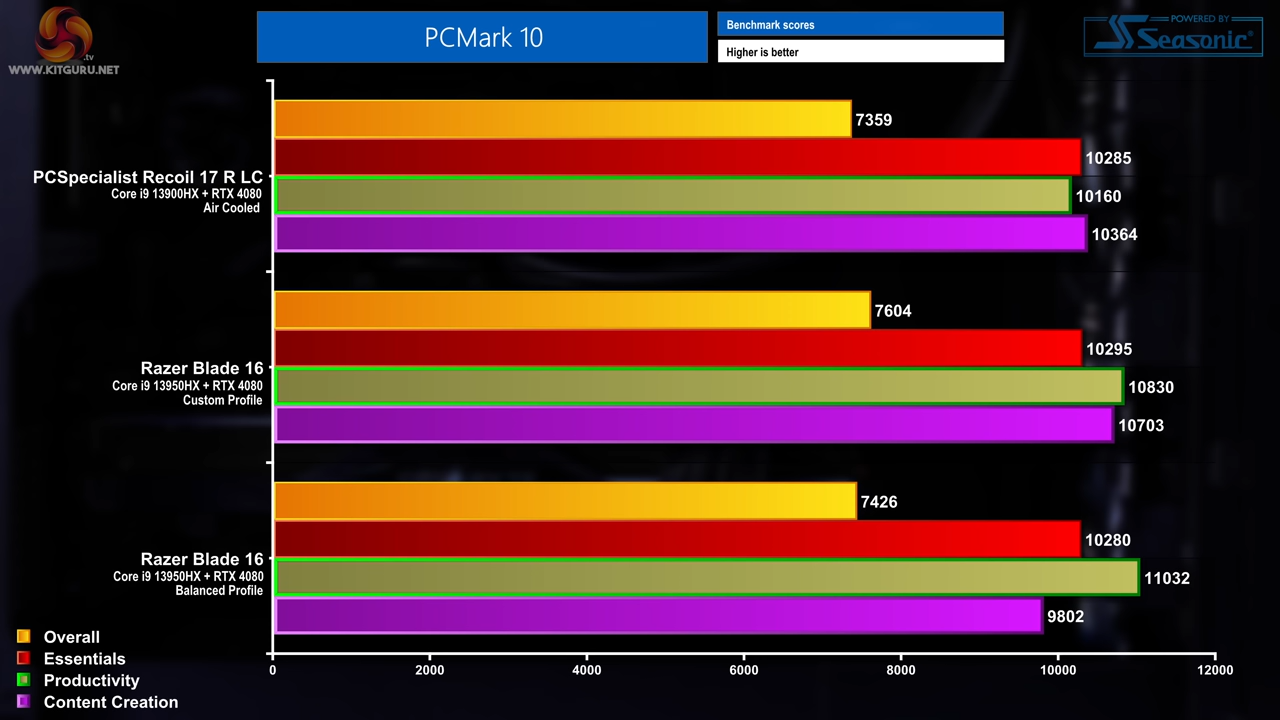 WWW.KITGURU.NET
.tv
PCMark 10
Benchmark scores
Higher is better
POWERED BY
Seasonic®
PCSpecialist Recoil 17 R LC
Core i9 13900HX + RTX 4080
Air Cooled
7359
10285
10160
10364
Razer Blade 16
Core i9 13950HX + RTX 4080
Custom Profile
7604
10295
10830
10703
Razer Blade 16
Core i9 13950HX + RTX 4080
Balanced Profile
7426
10280
11032
9802
0 2000 4000 6000 8000 10000 12000
Overall
Essentials
Productivity
Content Creation